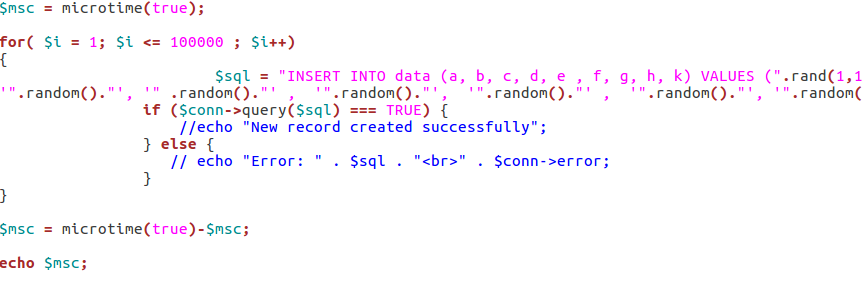 $msc = microtime(true);
for( $i = 1; $i <= 100000 ; $i++)
{
$sql = "INSERT INTO data (a, b, c, d, e , f, g, h, k) VALUES (".rand(1,1
'".random()."', '" .random()."' ,  '".random()."',  '".random()."' ,  '".random()."', '".random(
if ($conn->query($sql) === TRUE) {
//echo "New record created successfully";
} else {
// echo "Error: " . $sql . "<br>" . $conn->error;
}
}
$msc = microtime(true)-$msc;
echo $msc;